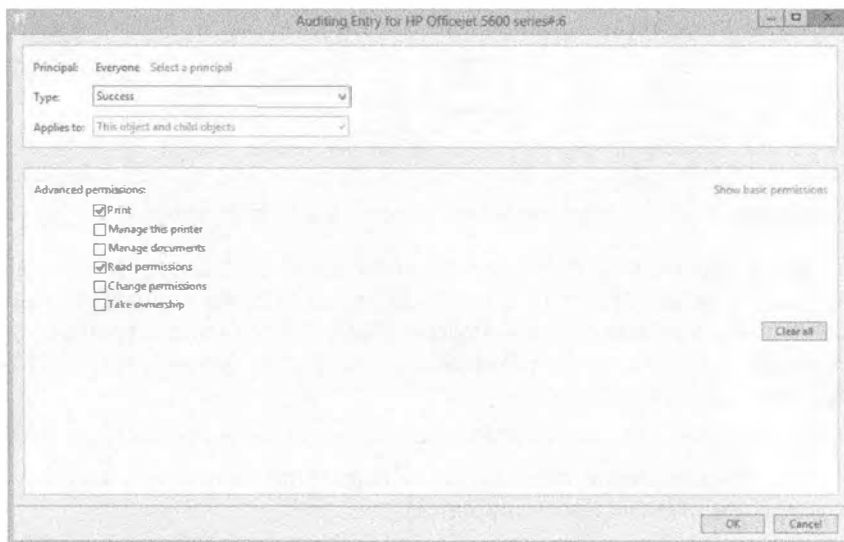 Auditing Entry for HP Officejet 5600 series#:6
Principal: Everyone Select a principal
Type: Success
Applies to: This object and child objects
Advanced permissions:
Show basic permissions
Print
Manage this printer
Manage documents
Read permissions
Change permissions
Take ownership
Clear all
OK Cancel